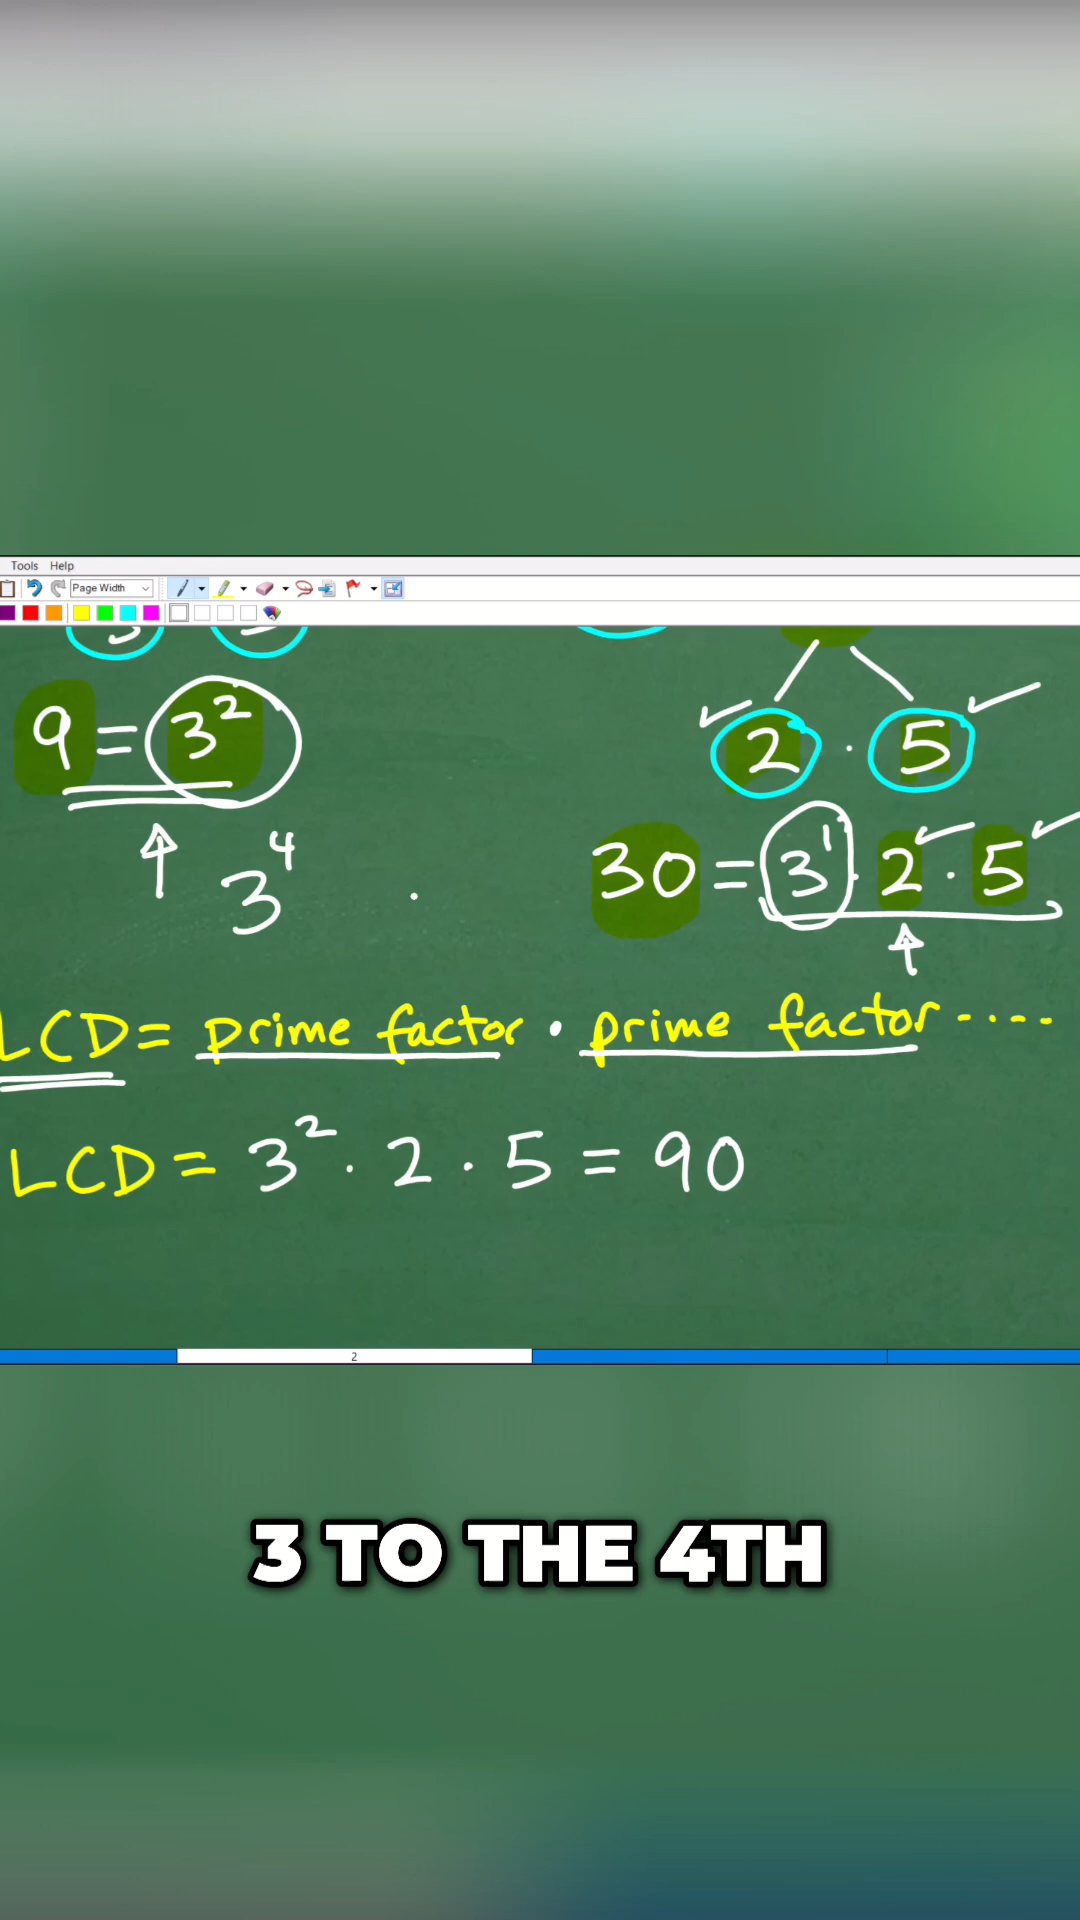 Tools Help
Page Width
9 = 3²
2 · 5
3⁴
30 = 3¹ · 2 · 5
LCD = prime factor · prime factor ····
LCD = 3² · 2 · 5 = 90
2
3 TO THE 4TH